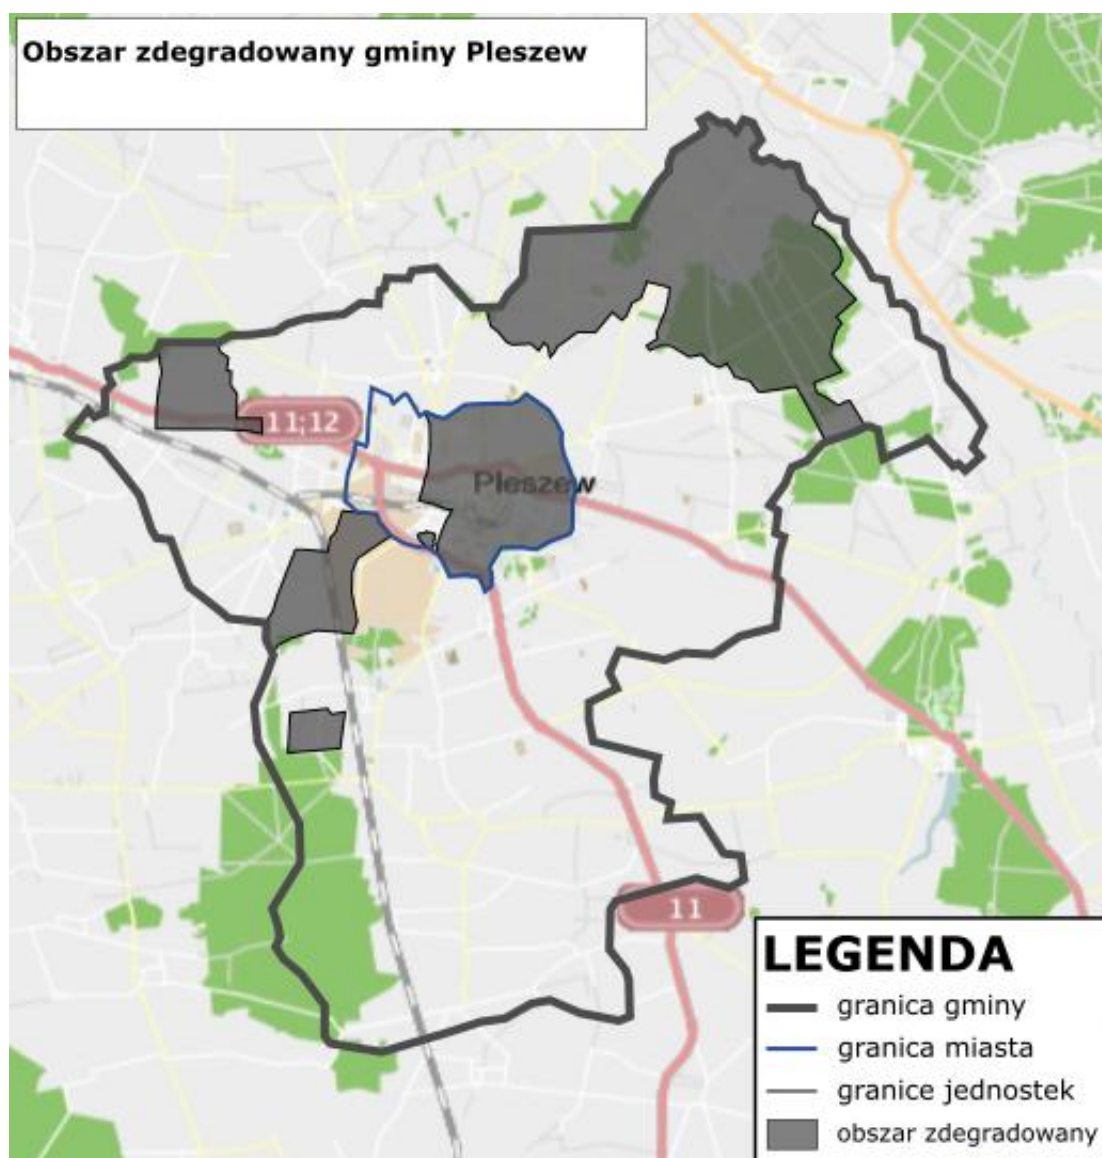 Obszar zdegradowany gminy Pleszew
11;12
Pleszew
11
LEGENDA
granica gminy
granica miasta
granice jednostek
obszar zdegradowany